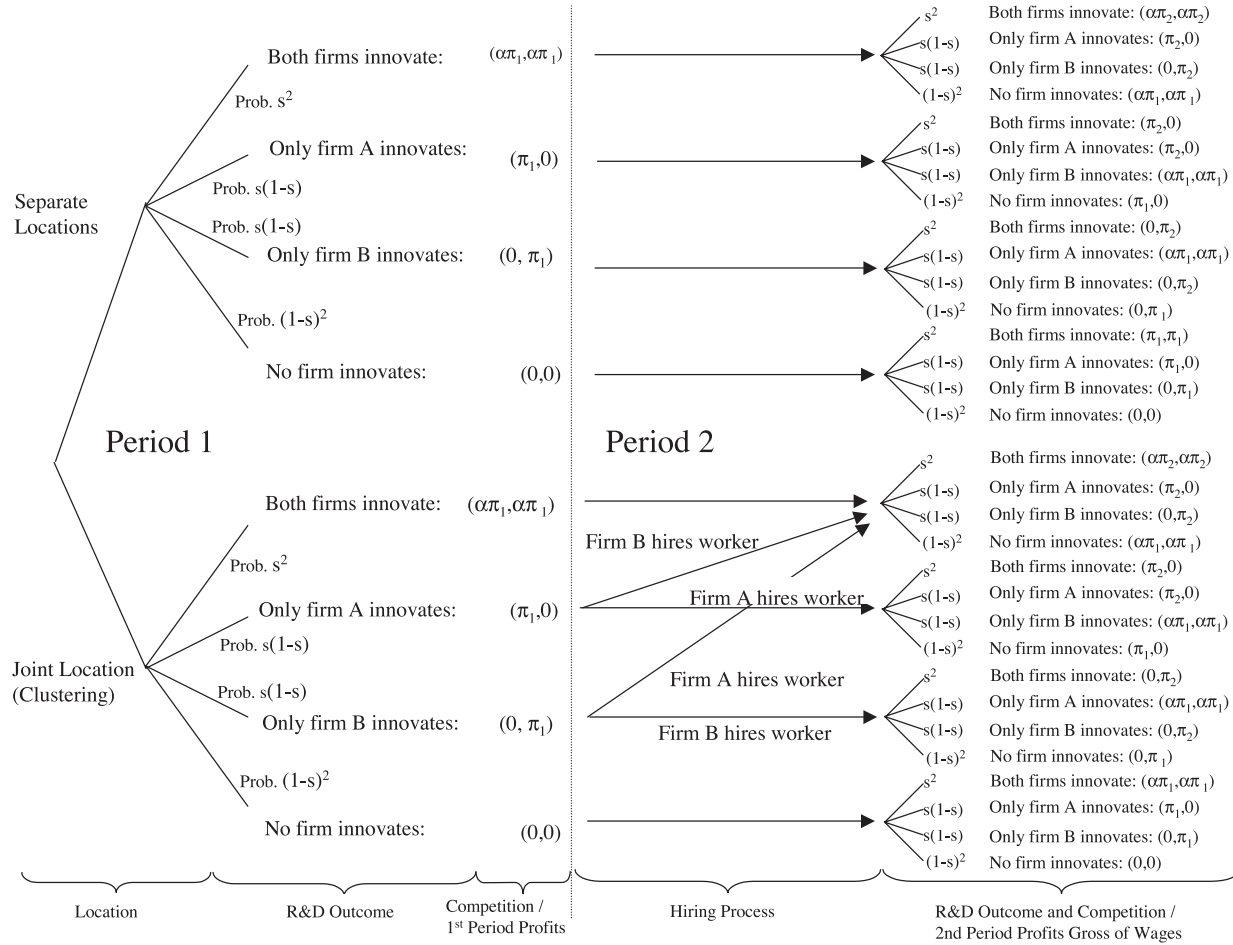 Both firms innovate: (απ₁,απ₁)
Prob. s²
Only firm A innovates: (π₁,0)
Prob. s(1-s)
Separate
Locations
Prob. s(1-s)
Only firm B innovates: (0, π₁)
Prob. (1-s)²
No firm innovates: (0,0)
s² Both firms innovate: (απ₂,απ₂)
s(1-s) Only firm A innovates: (π₂,0)
s(1-s) Only firm B innovates: (0,π₂)
(1-s)² No firm innovates: (απ₁,απ₁)
s² Both firms innovate: (π₂,0)
s(1-s) Only firm A innovates: (π₂,0)
s(1-s) Only firm B innovates: (απ₁,απ₁)
(1-s)² No firm innovates: (π₁,0)
s² Both firms innovate: (0,π₂)
s(1-s) Only firm A innovates: (απ₁,απ₁)
s(1-s) Only firm B innovates: (0,π₂)
(1-s)² No firm innovates: (0,π₁)
s² Both firms innovate: (π₁,π₁)
s(1-s) Only firm A innovates: (π₁,0)
s(1-s) Only firm B innovates: (0,π₁)
(1-s)² No firm innovates: (0,0)
Period 1
Period 2
Both firms innovate: (απ₁,απ₁)
Prob. s²
Only firm A innovates: (π₁,0)
Prob. s(1-s)
Joint Location
(Clustering)
Prob. s(1-s)
Only firm B innovates: (0, π₁)
Prob. (1-s)²
No firm innovates: (0,0)
Firm B hires worker
Firm A hires worker
Firm A hires worker
Firm B hires worker
s² Both firms innovate: (απ₂,απ₂)
s(1-s) Only firm A innovates: (π₂,0)
s(1-s) Only firm B innovates: (0,π₂)
(1-s)² No firm innovates: (απ₁,απ₁)
s² Both firms innovate: (π₂,0)
s(1-s) Only firm A innovates: (π₂,0)
s(1-s) Only firm B innovates: (απ₁,απ₁)
(1-s)² No firm innovates: (π₁,0)
s² Both firms innovate: (0,π₂)
s(1-s) Only firm A innovates: (απ₁,απ₁)
s(1-s) Only firm B innovates: (0,π₂)
(1-s)² No firm innovates: (0,π₁)
s² Both firms innovate: (απ₁,απ₁)
s(1-s) Only firm A innovates: (π₁,0)
s(1-s) Only firm B innovates: (0,π₁)
(1-s)² No firm innovates: (0,0)
Location
R&D Outcome
Competition /
1st Period Profits
Hiring Process
R&D Outcome and Competition /
2nd Period Profits Gross of Wages